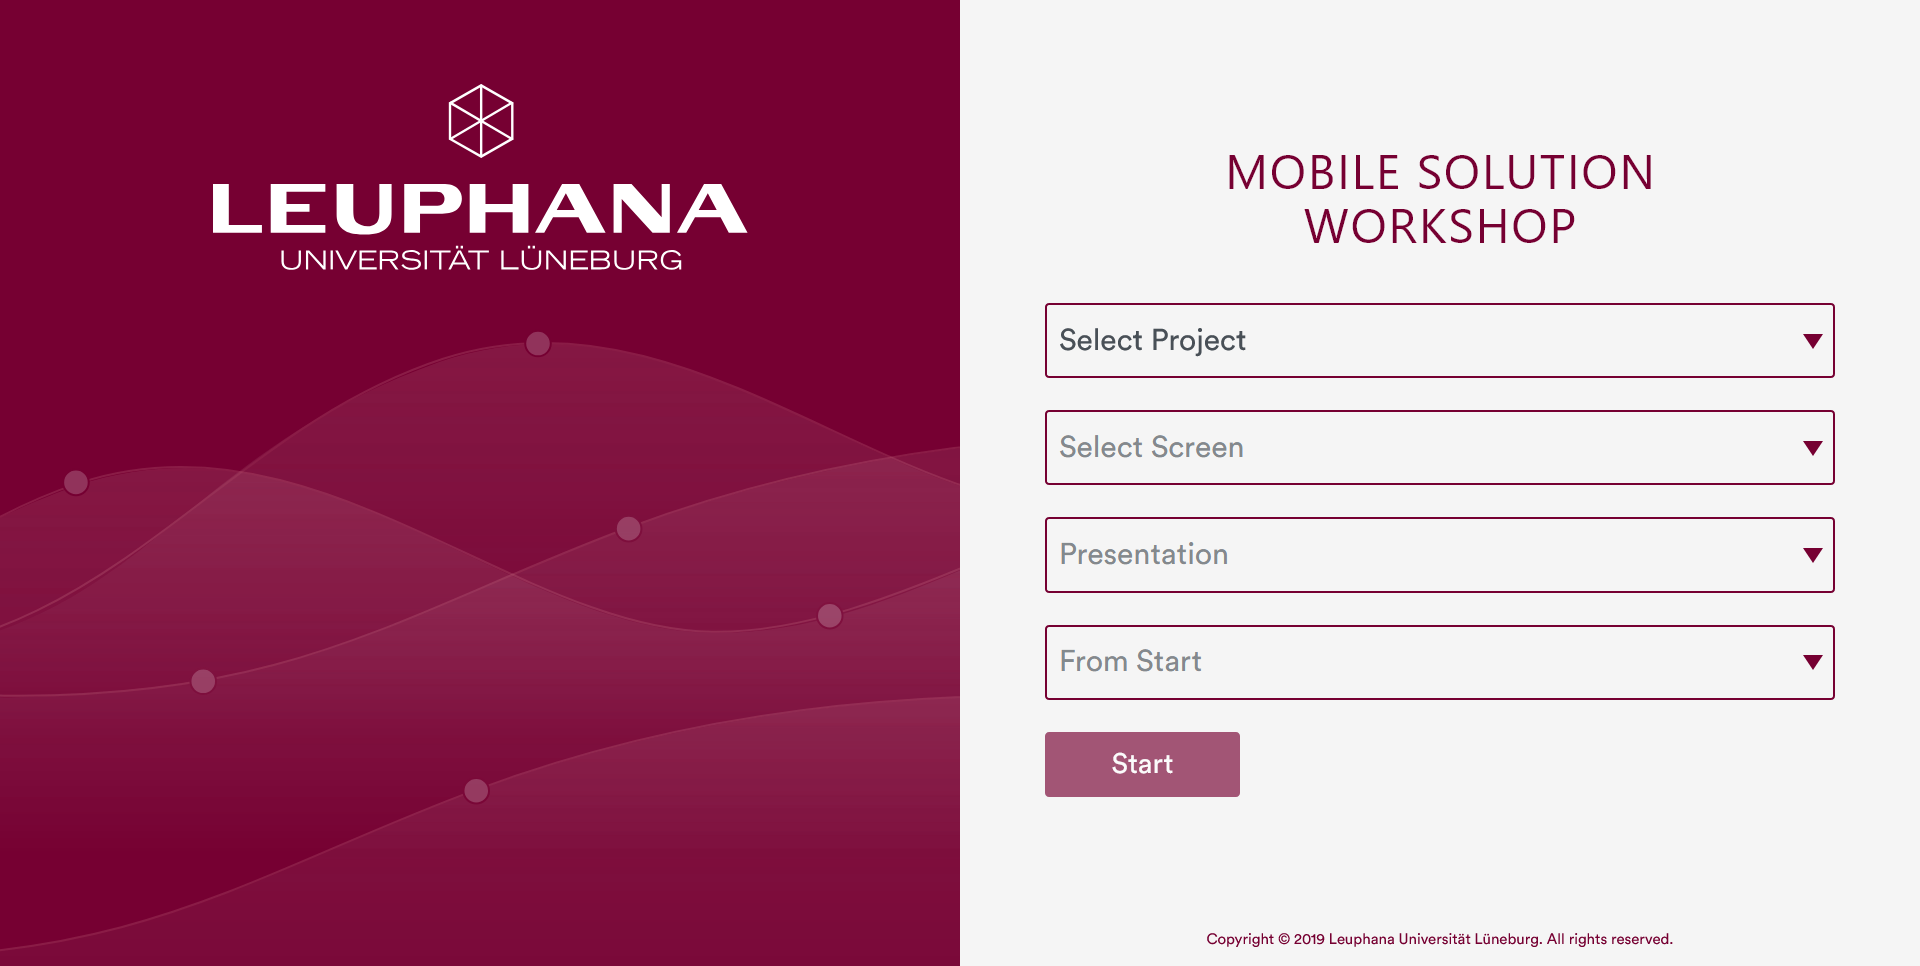 LEUPHANA
UNIVERSITÄT LÜNEBURG
MOBILE SOLUTION
WORKSHOP
Select Project
Select Screen
Presentation
From Start
Start
Copyright © 2019 Leuphana Universität Lüneburg. All rights reserved.